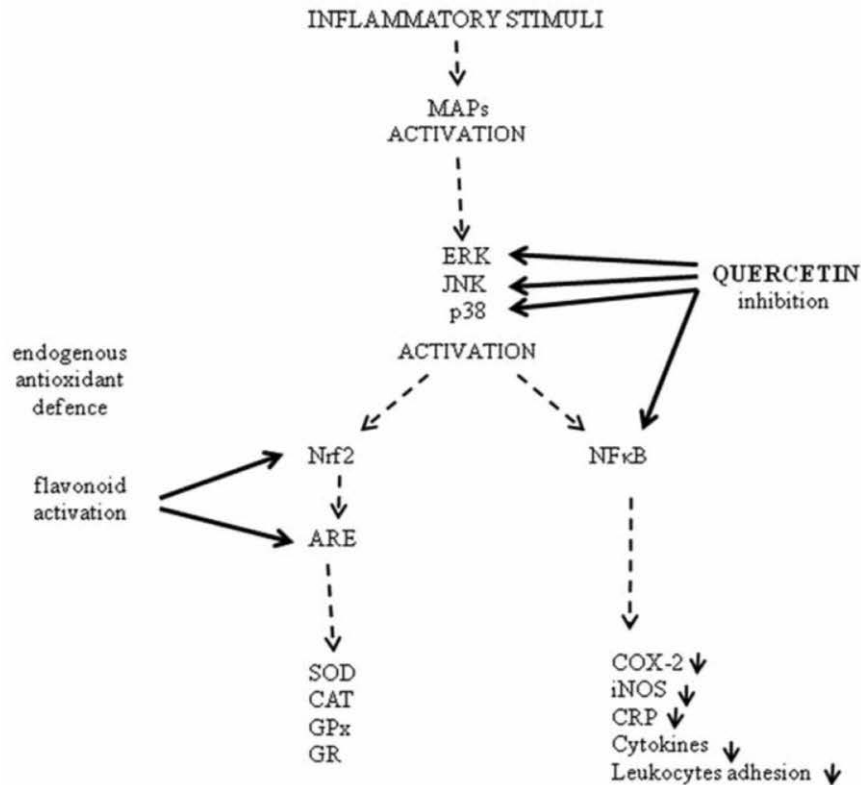 INFLAMMATORY STIMULI
MAPs
ACTIVATION
ERK
JNK
p38
QUERCETIN
inhibition
ACTIVATION
endogenous
antioxidant
defence
Nrf2
NFκB
flavonoid
activation
ARE
SOD
CAT
GPx
GR
COX-2
iNOS
CRP
Cytokines
Leukocytes adhesion